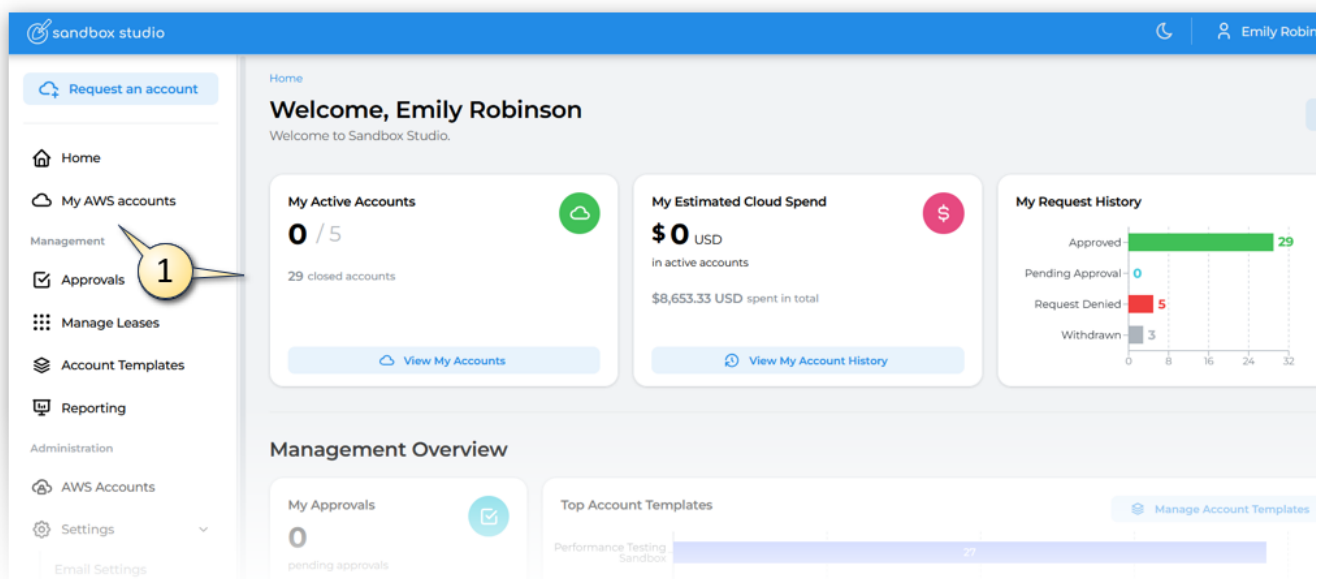 sandbox studio
Emily Robin
Request an account
Home
My AWS accounts
Management
Approvals
Manage Leases
Account Templates
Reporting
Administration
AWS Accounts
Settings
Email Settings
1
Home
Welcome, Emily Robinson
Welcome to Sandbox Studio.
My Active Accounts
0 / 5
29 closed accounts
View My Accounts
My Estimated Cloud Spend
$
$0 USD
in active accounts
$8,653.33 USD spent in total
View My Account History
My Request History
Approved 29
Pending Approval 0
Request Denied 5
Withdrawn 3
0 8 16 24 32
Management Overview
My Approvals
0
pending approvals
Top Account Templates
Manage Account Templates
Performance Testing
Sandbox
27